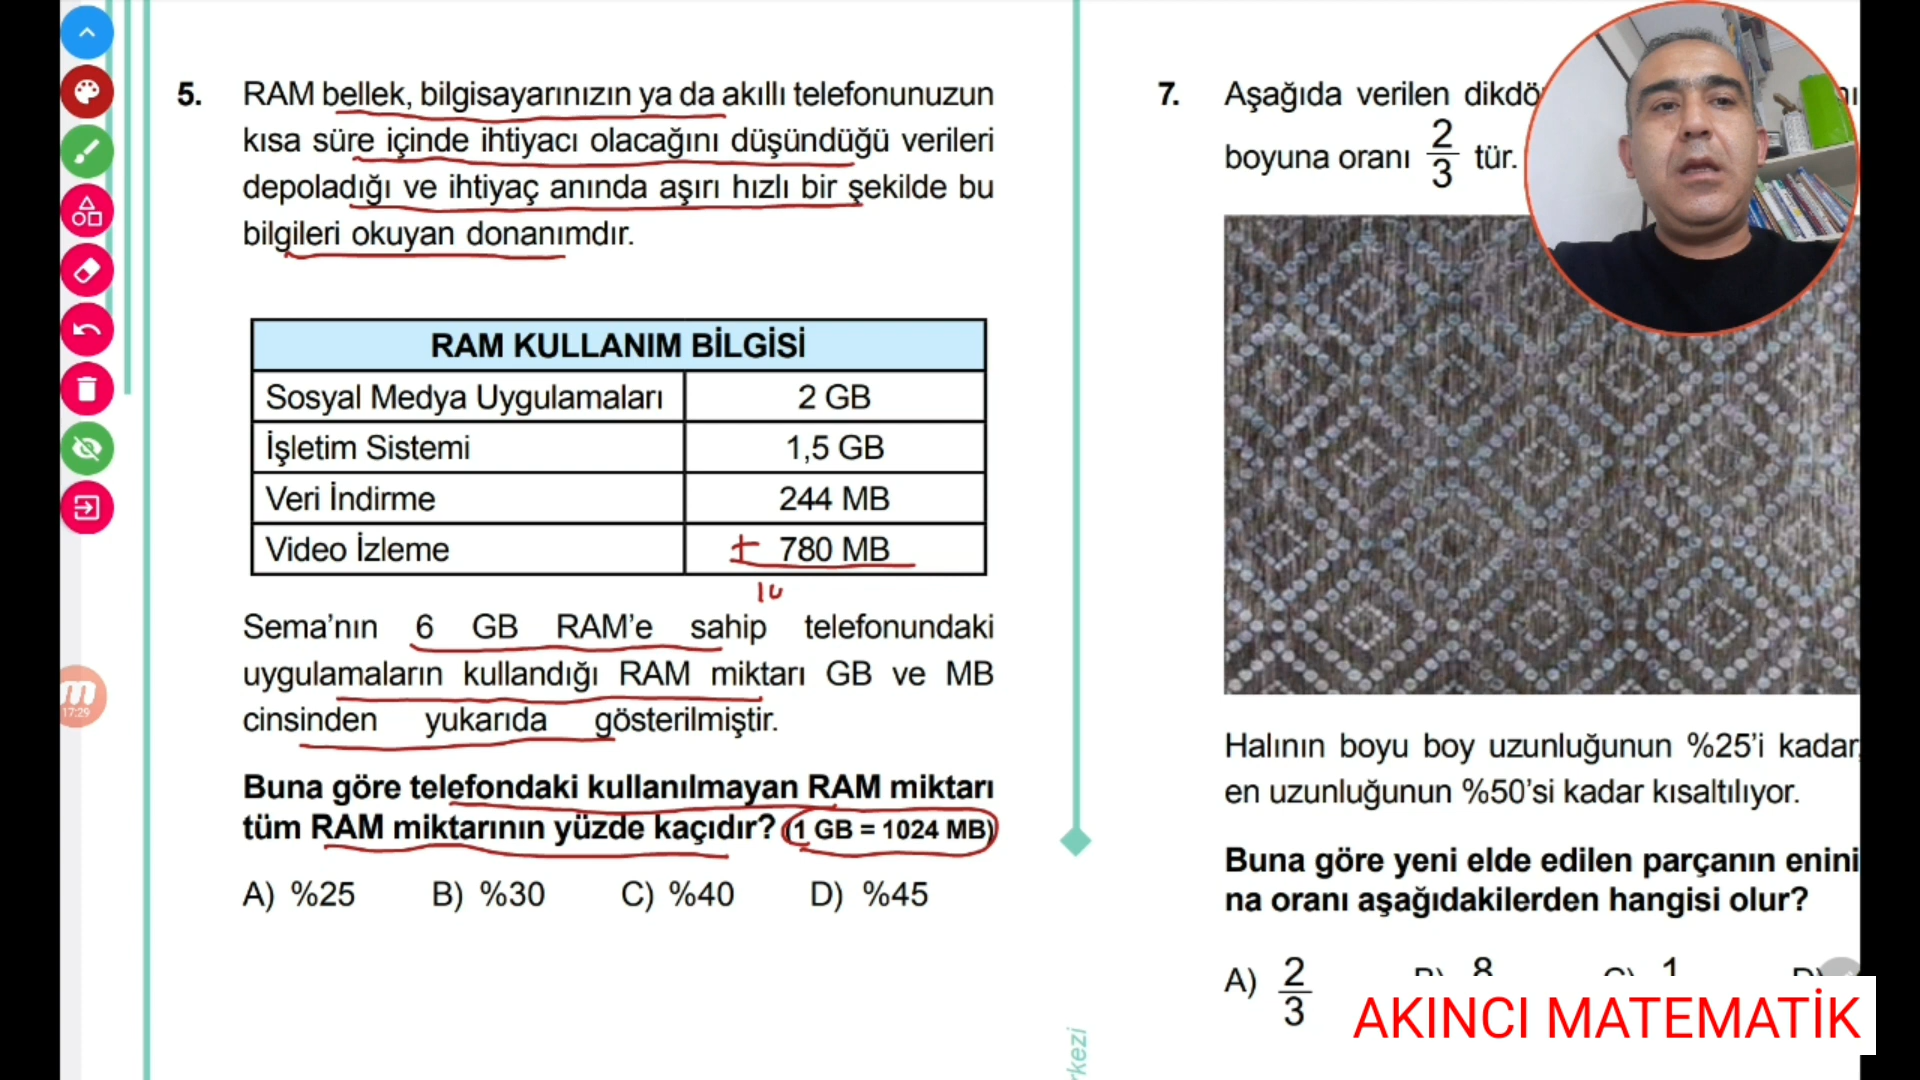 17:29
5. RAM bellek, bilgisayarınızın ya da akıllı telefonunuzun
kısa süre içinde ihtiyacı olacağını düşündüğü verileri
depoladığı ve ihtiyaç anında aşırı hızlı bir şekilde bu
bilgileri okuyan donanımdır.
RAM KULLANIM BİLGİSİ
Sosyal Medya Uygulamaları 2 GB
İşletim Sistemi 1,5 GB
Veri İndirme 244 MB
Video İzleme + 780 MB
10
Sema’nın 6 GB RAM’e sahip telefonundaki
uygulamaların kullandığı RAM miktarı GB ve MB
cinsinden yukarıda gösterilmiştir.
Buna göre telefondaki kullanılmayan RAM miktarı
tüm RAM miktarının yüzde kaçıdır? (1 GB = 1024 MB)
A) %25 B) %30 C) %40 D) %45
7. Aşağıda verilen
boyuna oranı 2/3 tür.
Halının boyu boy uzunluğunun %25’i kadar,
en uzunluğunun %50’si kadar kısaltılıyor.
Buna göre yeni elde edilen parçanın enini
na oranı aşağıdakilerden hangisi olur?
A) 2/3
AKINCI MATEMATİK